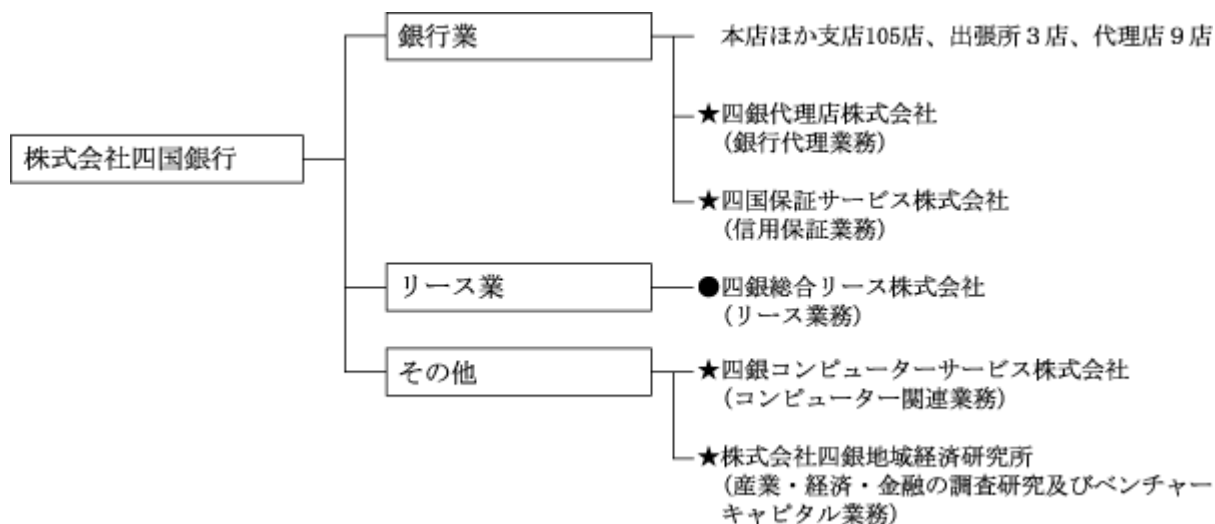 株式会社四国銀行
銀行業
本店ほか支店105店、出張所３店、代理店９店
★四銀代理店株式会社
（銀行代理業務）
★四国保証サービス株式会社
（信用保証業務）
リース業
●四銀総合リース株式会社
（リース業務）
その他
★四銀コンピューターサービス株式会社
（コンピューター関連業務）
★株式会社四銀地域経済研究所
（産業・経済・金融の調査研究及びベンチャー
キャピタル業務）